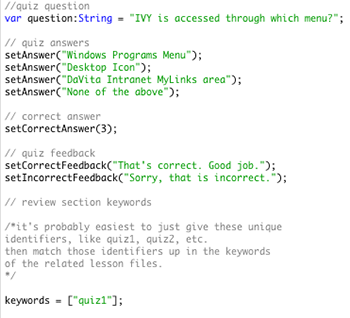 //quiz question
var question:String = "IVY is accessed through which menu?";
// quiz answers
setAnswer("Windows Programs Menu");
setAnswer("Desktop Icon");
setAnswer("DaVita Intranet MyLinks area");
setAnswer("None of the above");
// correct answer
setCorrectAnswer(3);
// quiz feedback
setCorrectFeedback("That's correct. Good job.");
setIncorrectFeedback("Sorry, that is incorrect.");
// review section keywords
/*it's probably easiest to just give these unique
identifiers, like quiz1, quiz2, etc.
then match those identifiers up in the keywords
of the related lesson files.
*/
keywords = ["quiz1"];